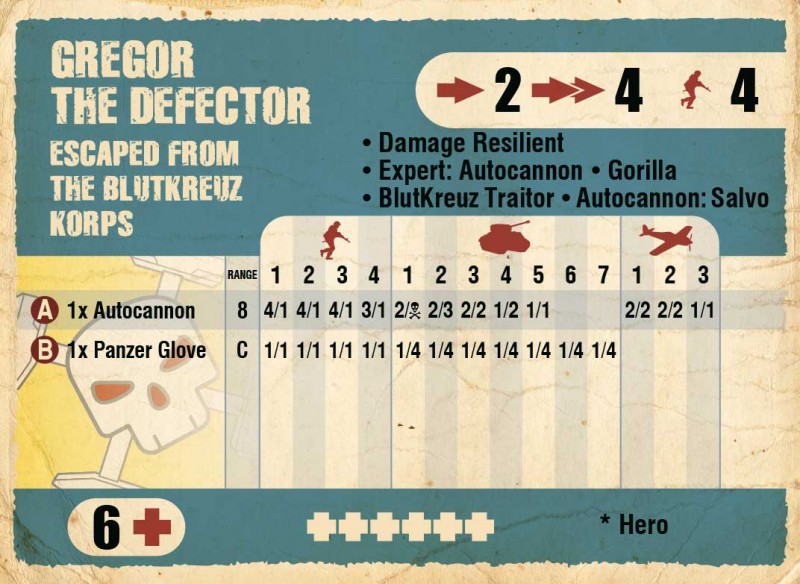 GREGOR
THE DEFECTOR
ESCAPED FROM
THE BLUTKREUZ
KORPS
2 4 4
• Damage Resilient
• Expert: Autocannon • Gorilla
• BlutKreuz Traitor • Autocannon: Salvo
RANGE 1 2 3 4 1 2 3 4 5 6 7 1 2 3
A 1x Autocannon 8 4/1 4/1 4/1 3/1 2/☠ 2/3 2/2 1/2 1/1 2/2 2/2 1/1
B 1x Panzer Glove C 1/1 1/1 1/1 1/1 1/4 1/4 1/4 1/4 1/4 1/4 1/4
6
* Hero